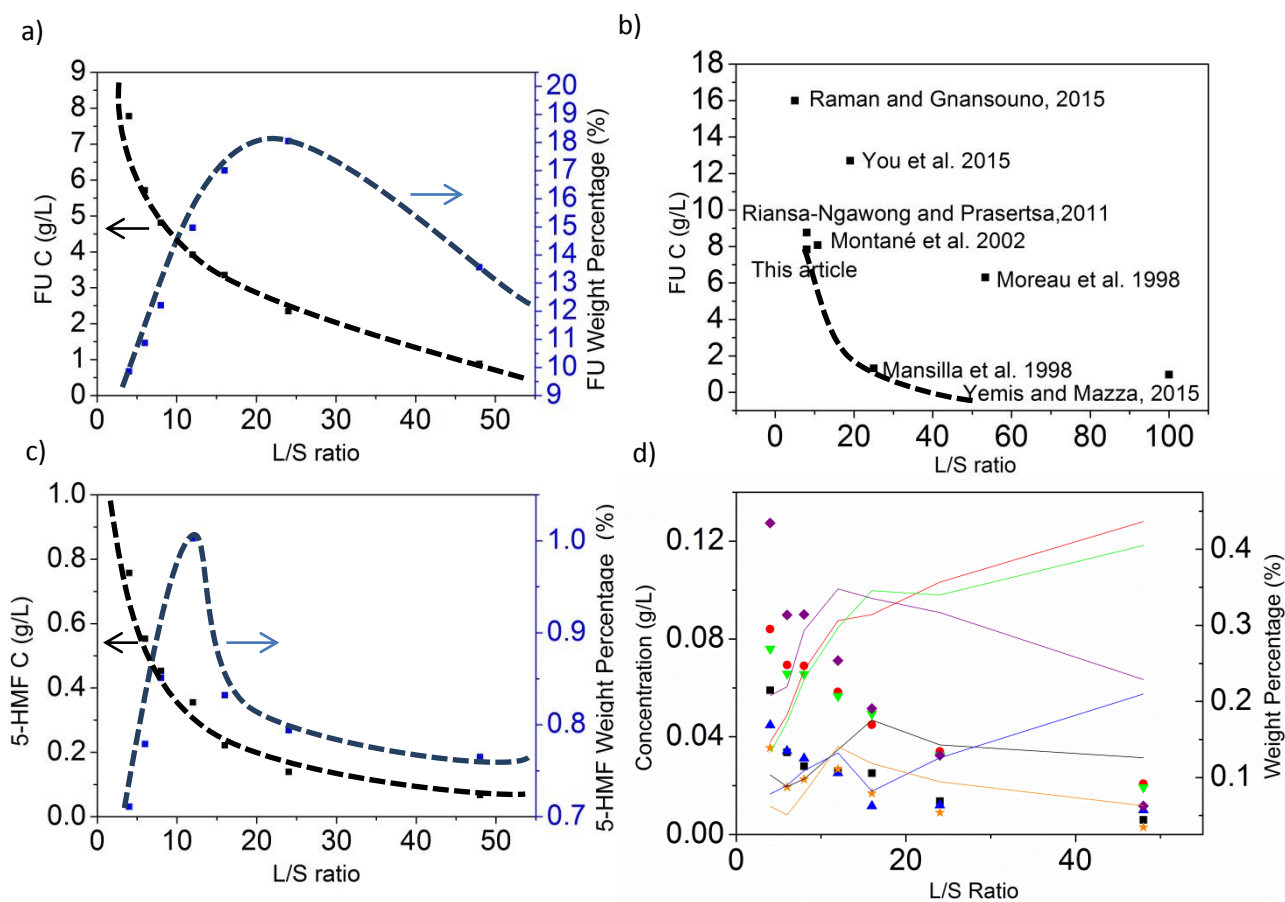 a)
9
8
7
6
5
4
3
2
1
0
FU C (g/L)
0 10 20 30 40 50
L/S ratio
20
19
18
17
16
15
14
13
12
11
10
9
FU Weight Percentage (%)
b)
18
16
14
12
10
8
6
4
2
0
FU C (g/L)
Raman and Gnansouno, 2015
You et al. 2015
Riansa-Ngawong and Prasertsa,2011
Montané et al. 2002
This article
Moreau et al. 1998
Mansilla et al. 1998
Yemis and Mazza, 2015
0 20 40 60 80 100
L/S ratio
c)
1.0
0.8
0.6
0.4
0.2
0.0
5-HMF C (g/L)
0 10 20 30 40 50
L/S ratio
1.0
0.9
0.8
0.7
5-HMF Weight Percentage (%)
d)
0.12
0.08
0.04
0.00
Concentration (g/L)
0 20 40
L/S Ratio
0.4
0.3
0.2
0.1
Weight Percentage (%)